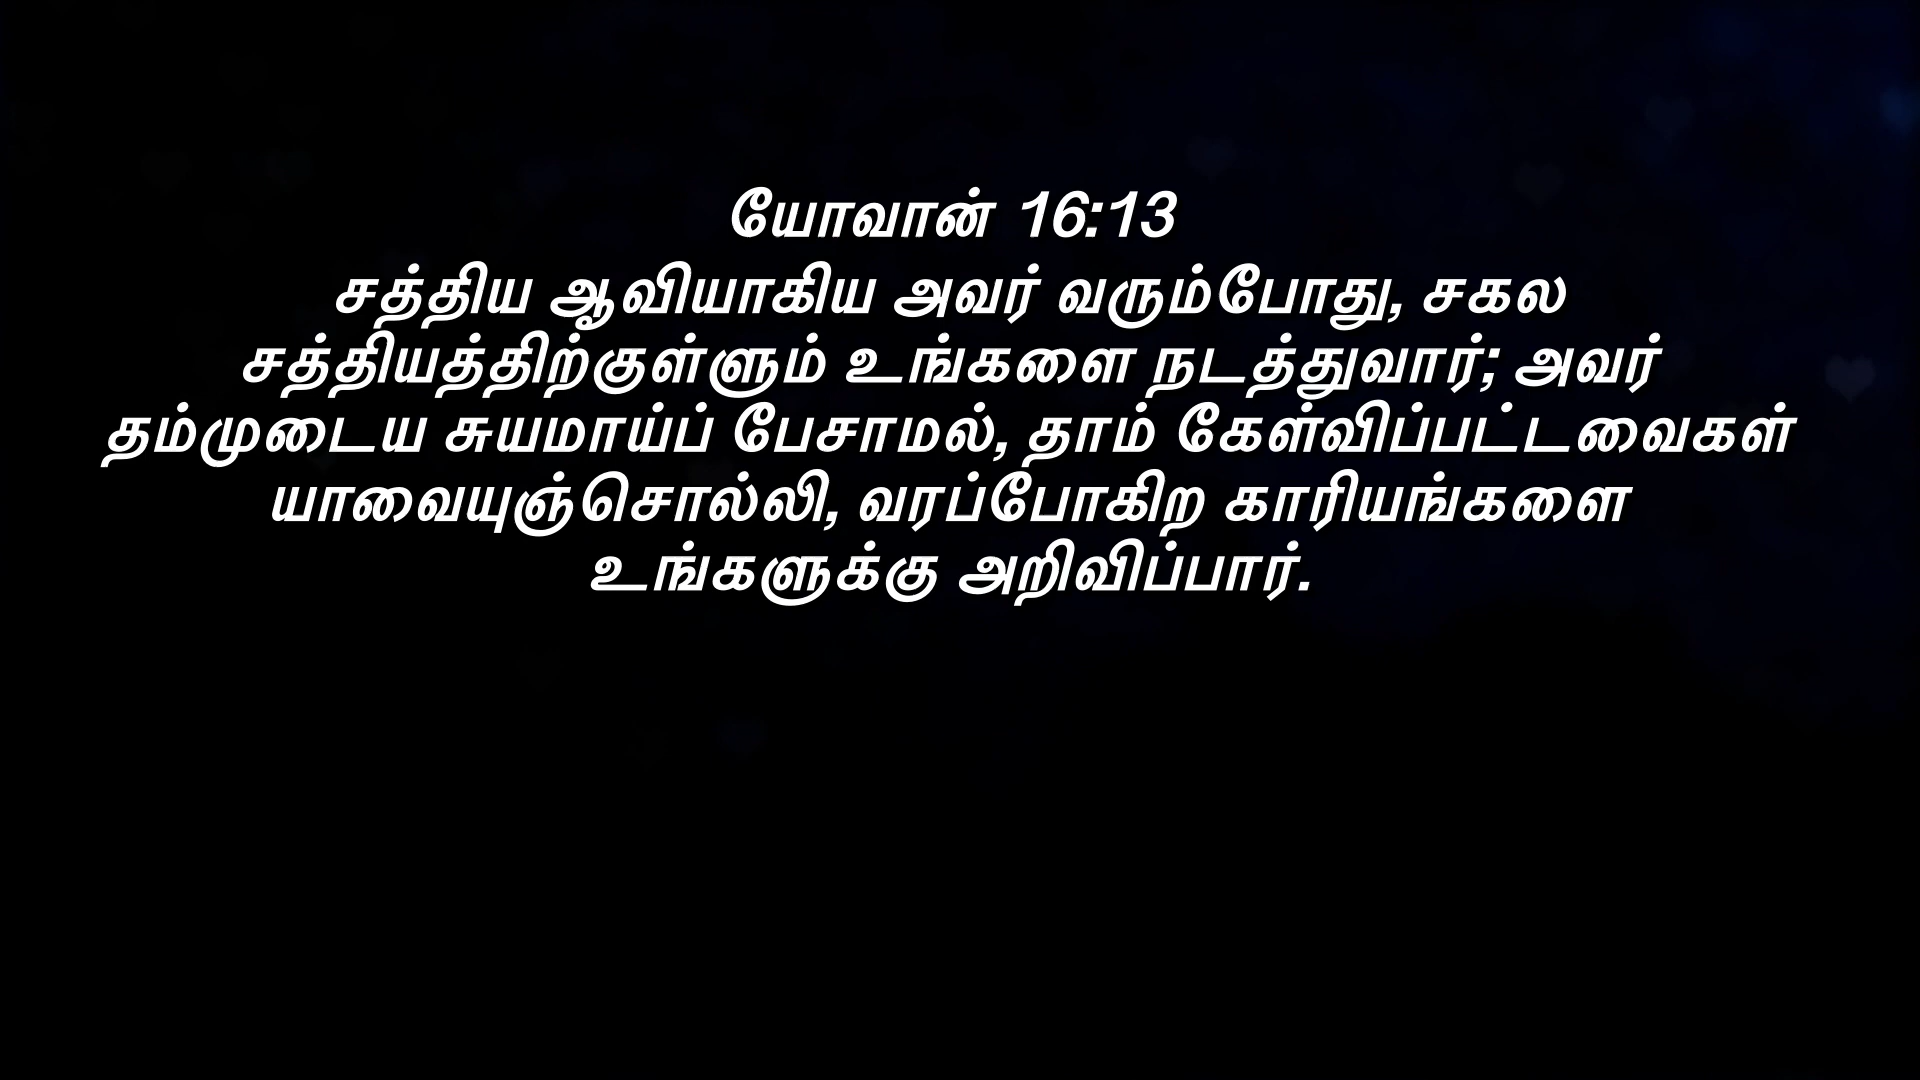 யோவான் 16:13
சத்திய ஆவியாகிய அவர் வரும்போது, சகல
சத்தியத்திற்குள்ளும் உங்களை நடத்துவார்; அவர்
தம்முடைய சுயமாய்ப் பேசாமல், தாம் கேள்விப்பட்டவைகள்
யாவையுஞ்சொல்லி, வரப்போகிற காரியங்களை
உங்களுக்கு அறிவிப்பார்.